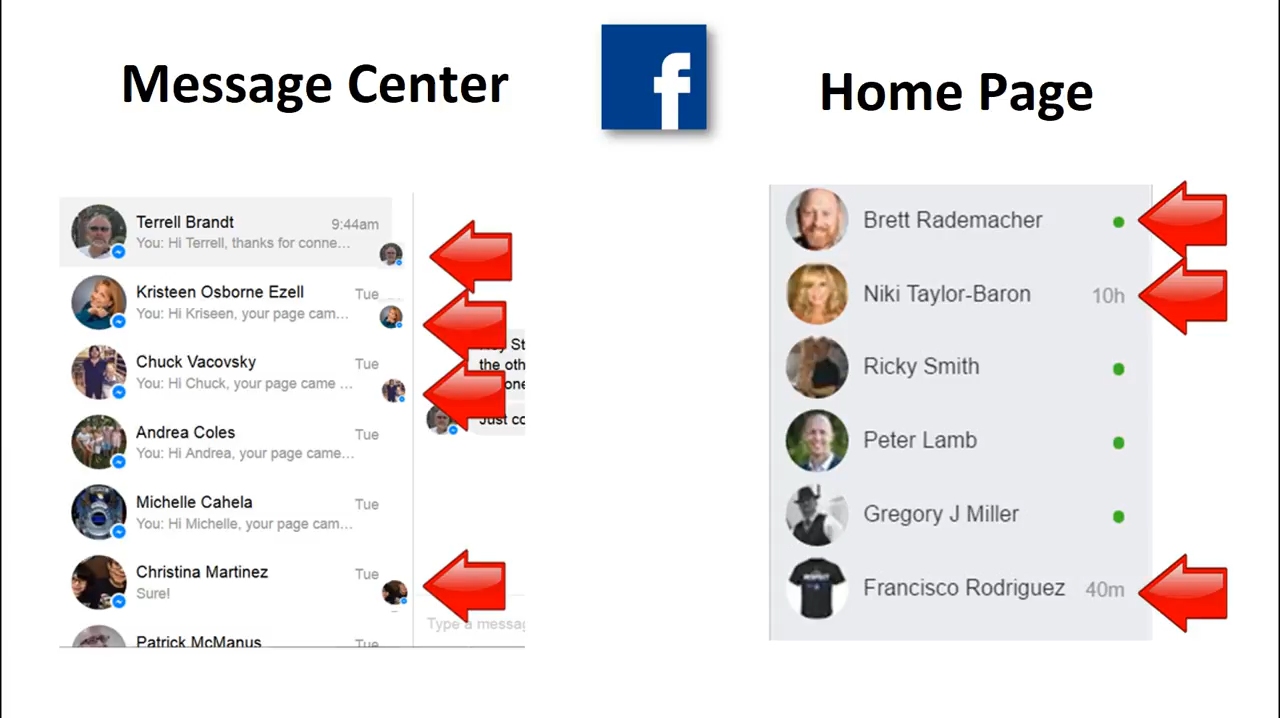 Message Center
f
Home Page
Terrell Brandt 9:44am
You: Hi Terrell, thanks for conne…
Kristeen Osborne Ezell Tue
You: Hi Kriseen, your page cam…
Chuck Vacovsky Tue
You: Hi Chuck, your page came …
Andrea Coles Tue
You: Hi Andrea, your page came…
Michelle Cahela Tue
You: Hi Michelle, your page cam…
Christina Martinez Tue
Sure!
Patrick McManus Tue
St
the oth
one
Just co
Type a messag
Brett Rademacher
Niki Taylor-Baron 10h
Ricky Smith
Peter Lamb
Gregory J Miller
Francisco Rodriguez 40m